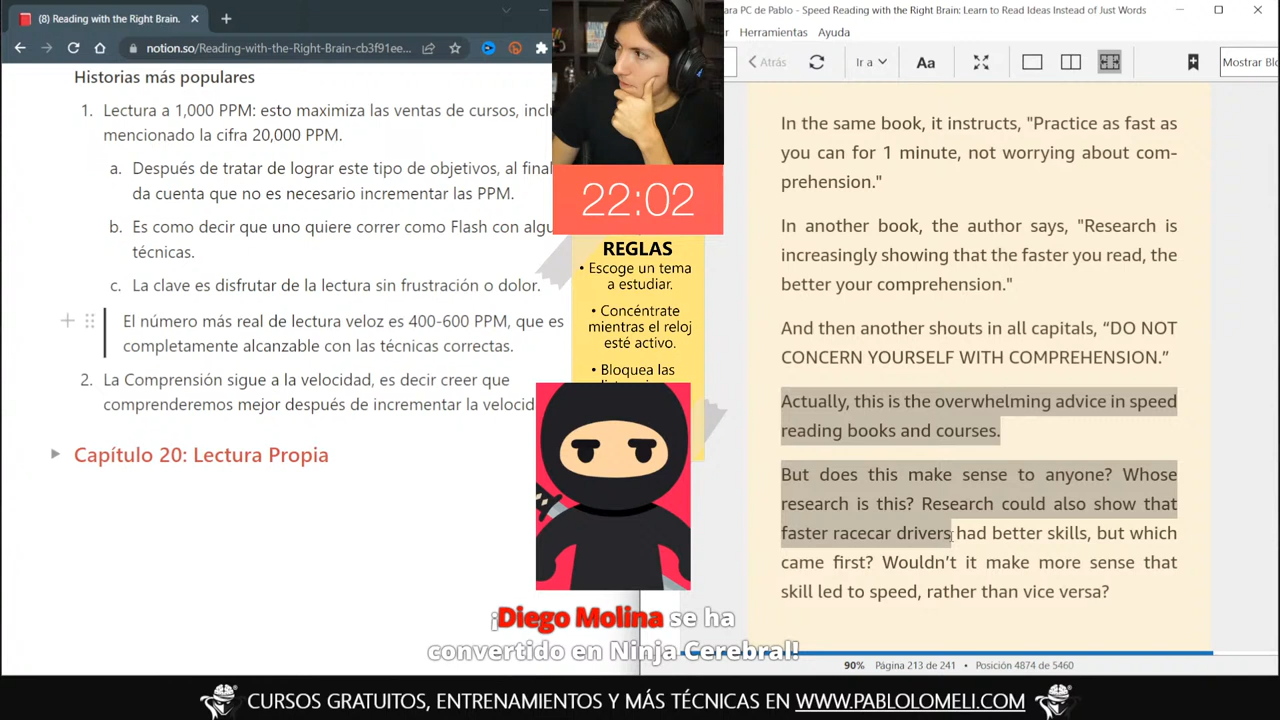 (8) Reading with the Right Brain.
notion.so/Reading-with-the-Right-Brain-cb3f91ee...
Historias más populares
1. Lectura a 1,000 PPM: esto maximiza las ventas de cursos,
mencionado la cifra 20,000 PPM.
a. Después de tratar de lograr este tipo de objetivos, al final
da cuenta que no es necesario incrementar las PPM.
b. Es como decir que uno quiere correr como Flash con
técnicas.
c. La clave es disfrutar de la lectura sin frustración o dolor.
El número más real de lectura veloz es 400-600 PPM, que es
completamente alcanzable con las técnicas correctas.
2. La Comprensión sigue a la velocidad, es decir creer que
comprenderemos mejor después de incrementar la
Capítulo 20: Lectura Propia
22:02
REGLAS
• Escoge un tema
a estudiar.
• Concéntrate
mientras el reloj
esté activo.
• Bloquea las
¡Diego Molina se ha
convertido en Ninja Cerebral!
ara PC de Pablo - Speed Reading with the Right Brain: Learn to Read Ideas Instead of Just Words
Herramientas Ayuda
Atrás Ir a Aa Mostrar
In the same book, it instructs, "Practice as fast as
you can for 1 minute, not worrying about com-
prehension."
In another book, the author says, "Research is
increasingly showing that the faster you read, the
better your comprehension."
And then another shouts in all capitals, “DO NOT
CONCERN YOURSELF WITH COMPREHENSION.”
Actually, this is the overwhelming advice in speed
reading books and courses.
But does this make sense to anyone? Whose
research is this? Research could also show that
faster racecar drivers had better skills, but which
came first? Wouldn’t it make more sense that
skill led to speed, rather than vice versa?
90% Página 213 de 241 • Posición 4874 de 5460
CURSOS GRATUITOS, ENTRENAMIENTOS Y MÁS TÉCNICAS EN WWW.PABLOLOMELI.COM